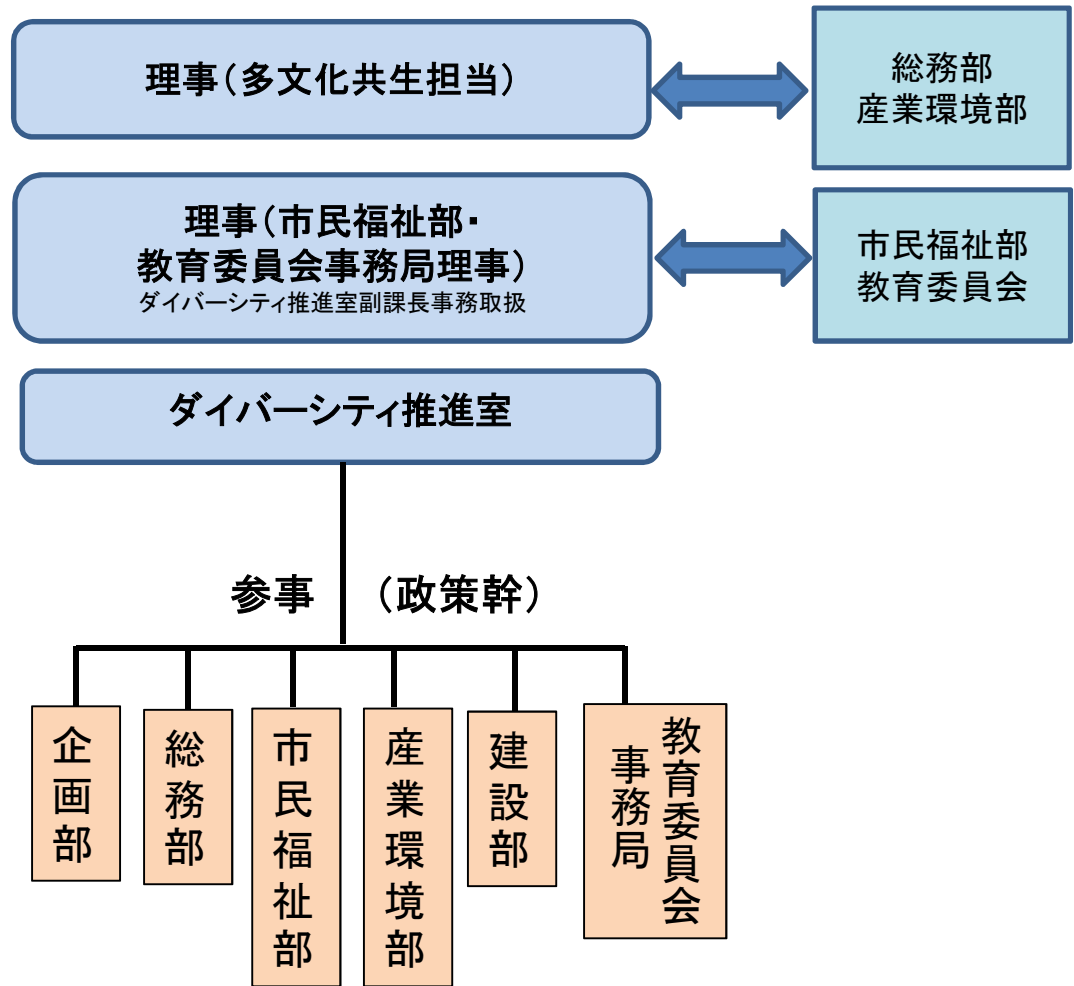 理事(多文化共生担当)
総務部
産業環境部
理事(市民福祉部・
教育委員会事務局理事)
ダイバーシティ推進室副課長事務取扱
市民福祉部
教育委員会
ダイバーシティ推進室
参事 (政策幹)
企画部
総務部
市民福祉部
産業環境部
建設部
教育委員会
事務局